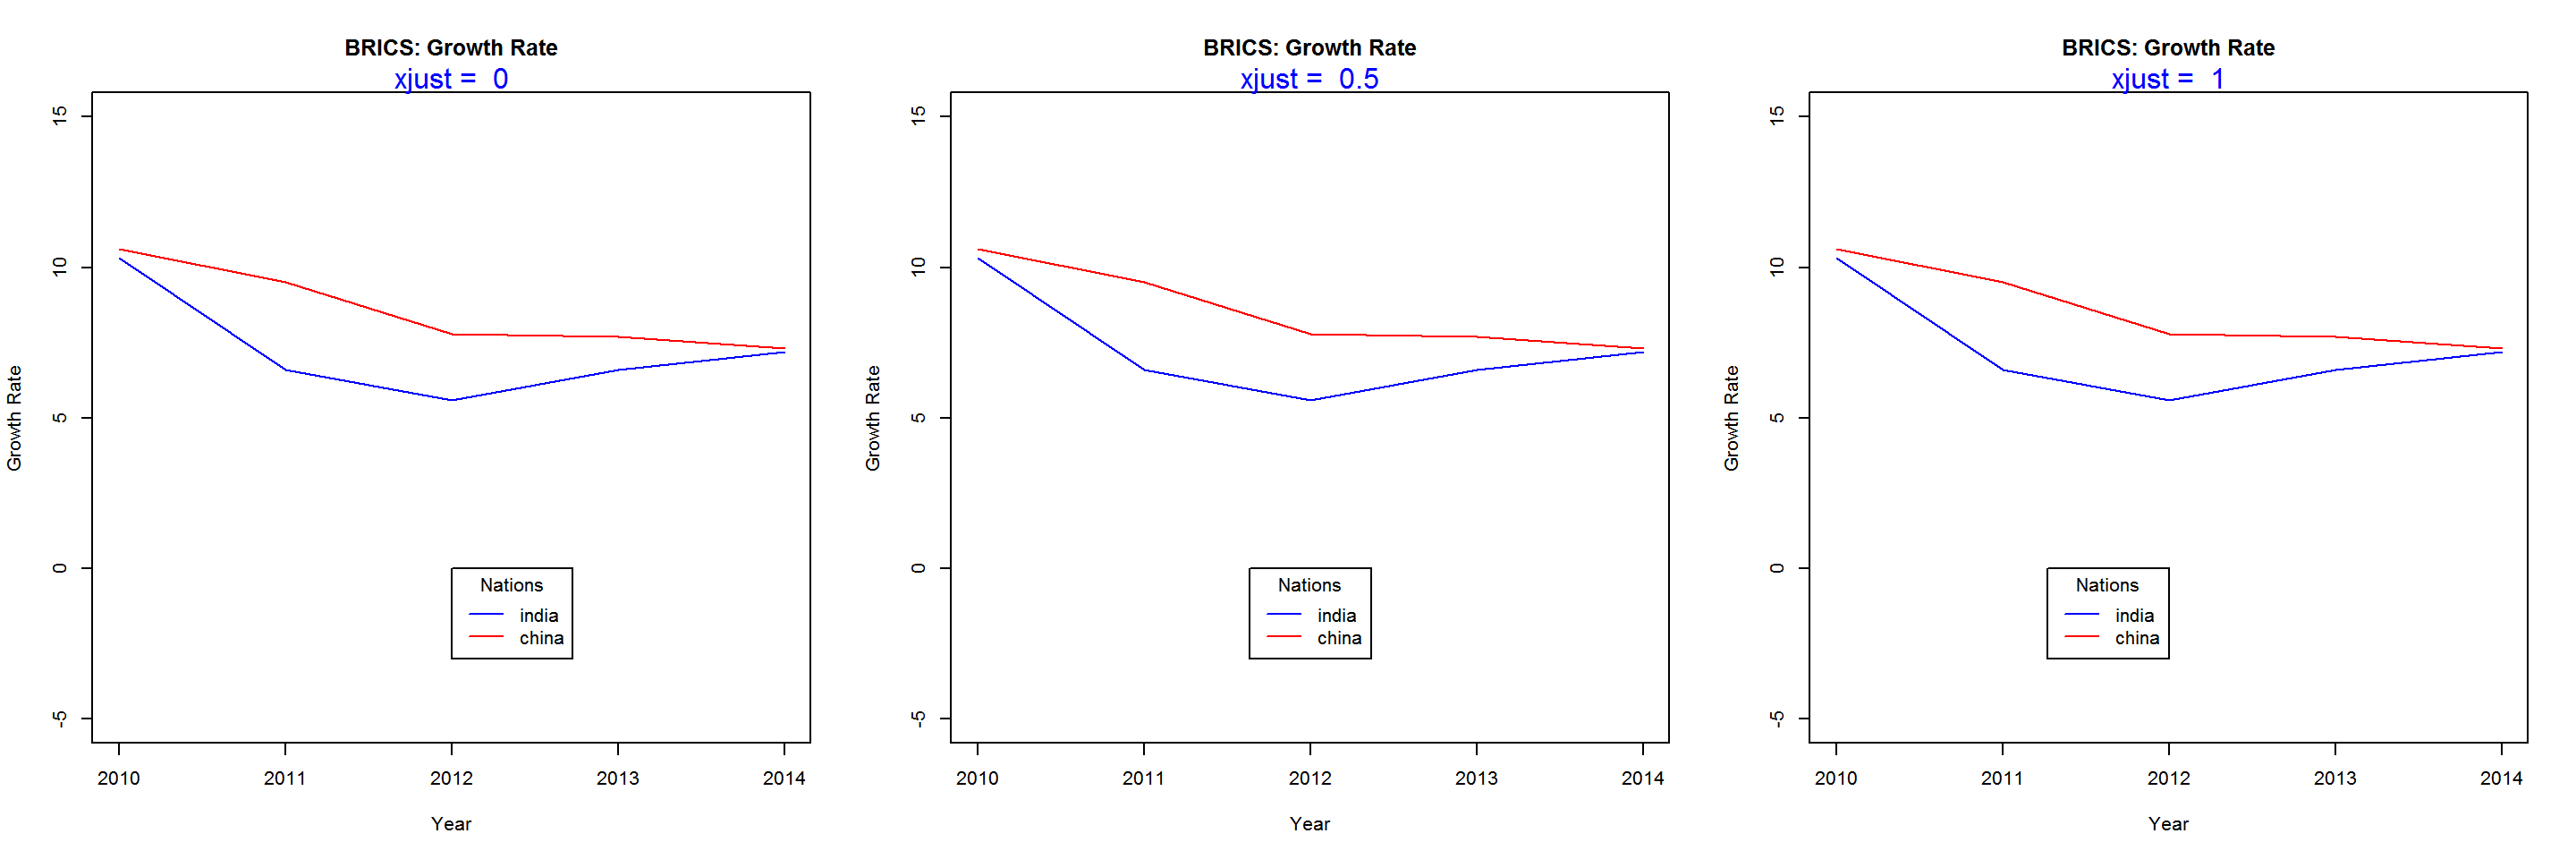 BRICS: Growth Rate
xjust =  0
15
10
5
0
-5
Growth Rate
Nations
india
china
2010 2011 2012 2013 2014
Year
BRICS: Growth Rate
xjust =  0.5
15
10
5
0
-5
Growth Rate
Nations
india
china
2010 2011 2012 2013 2014
Year
BRICS: Growth Rate
xjust =  1
15
10
5
0
-5
Growth Rate
Nations
india
china
2010 2011 2012 2013 2014
Year